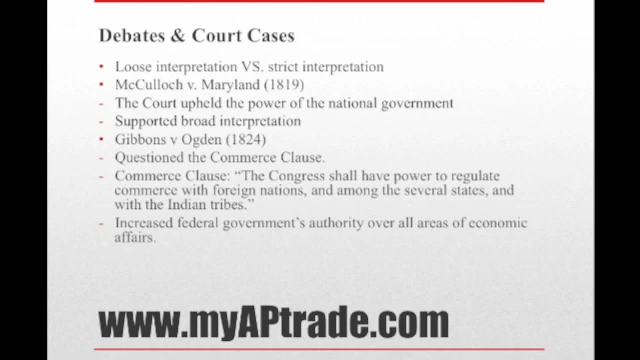 Debates & Court Cases
• Loose interpretation VS. strict interpretation
• McCulloch v. Maryland (1819)
- The Court upheld the power of the national government
- Supported broad interpretation
• Gibbons v Ogden (1824)
- Questioned the Commerce Clause.
- Commerce Clause: “The Congress shall have power to regulate
commerce with foreign nations, and among the several states, and
with the Indian tribes.”
- Increased federal government’s authority over all areas of economic
affairs.
www.myAPtrade.com